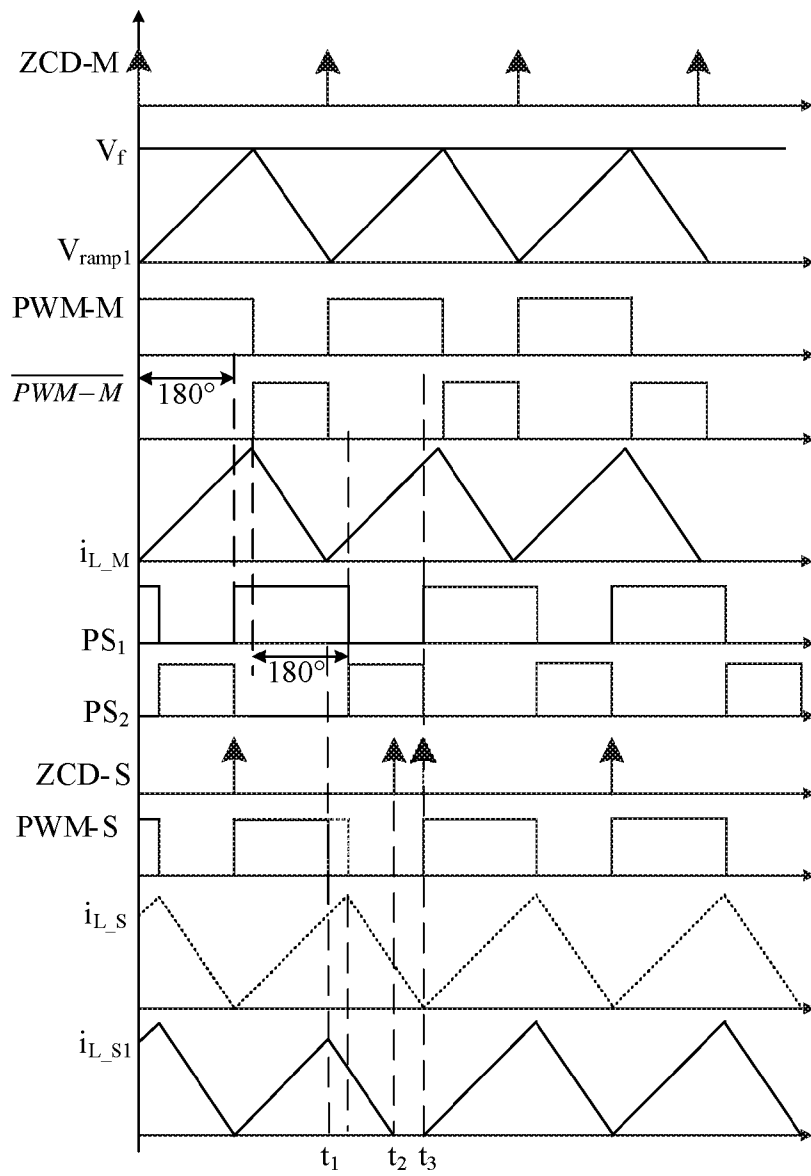 ZCD-M
V_f
V_ramp1
PWM-M
180°
PWM−M
i_L_M
PS_1
180°
PS_2
ZCD-S
PWM-S
i_L_S
i_L_S1
t_1 t_2 t_3